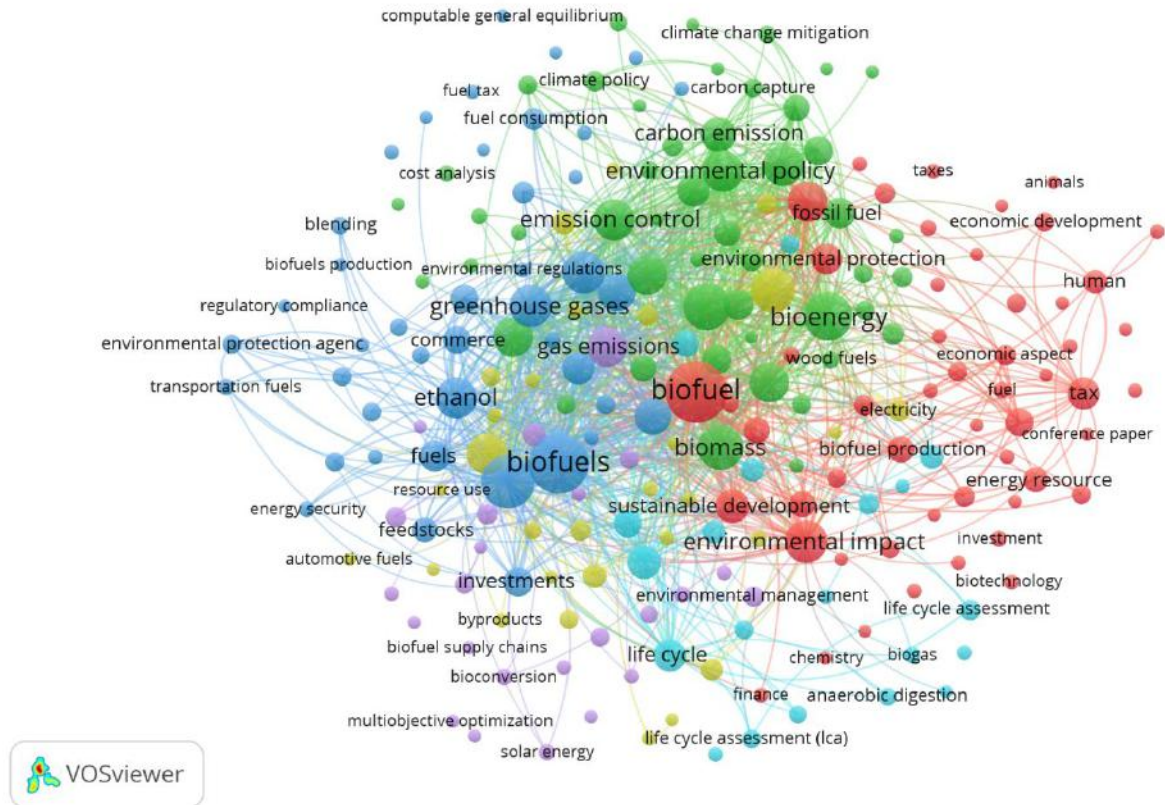 computable general equilibrium
climate change mitigation
climate policy
carbon capture
fuel tax
fuel consumption
carbon emission
cost analysis
environmental policy
taxes
animals
blending
emission control
fossil fuel
economic development
biofuels production
environmental regulations
environmental protection
human
regulatory compliance
greenhouse gases
bioenergy
environmental protection agenc
commerce
gas emissions
wood fuels
economic aspect
transportation fuels
ethanol
biofuel
fuel
tax
electricity
conference paper
fuels
biofuels
biomass
biofuel production
resource use
energy resource
energy security
feedstocks
sustainable development
environmental impact
investment
automotive fuels
investments
biotechnology
environmental management
life cycle assessment
byproducts
biofuel supply chains
life cycle
chemistry
biogas
bioconversion
finance
anaerobic digestion
multiobjective optimization
solar energy
life cycle assessment (lca)
VOSviewer